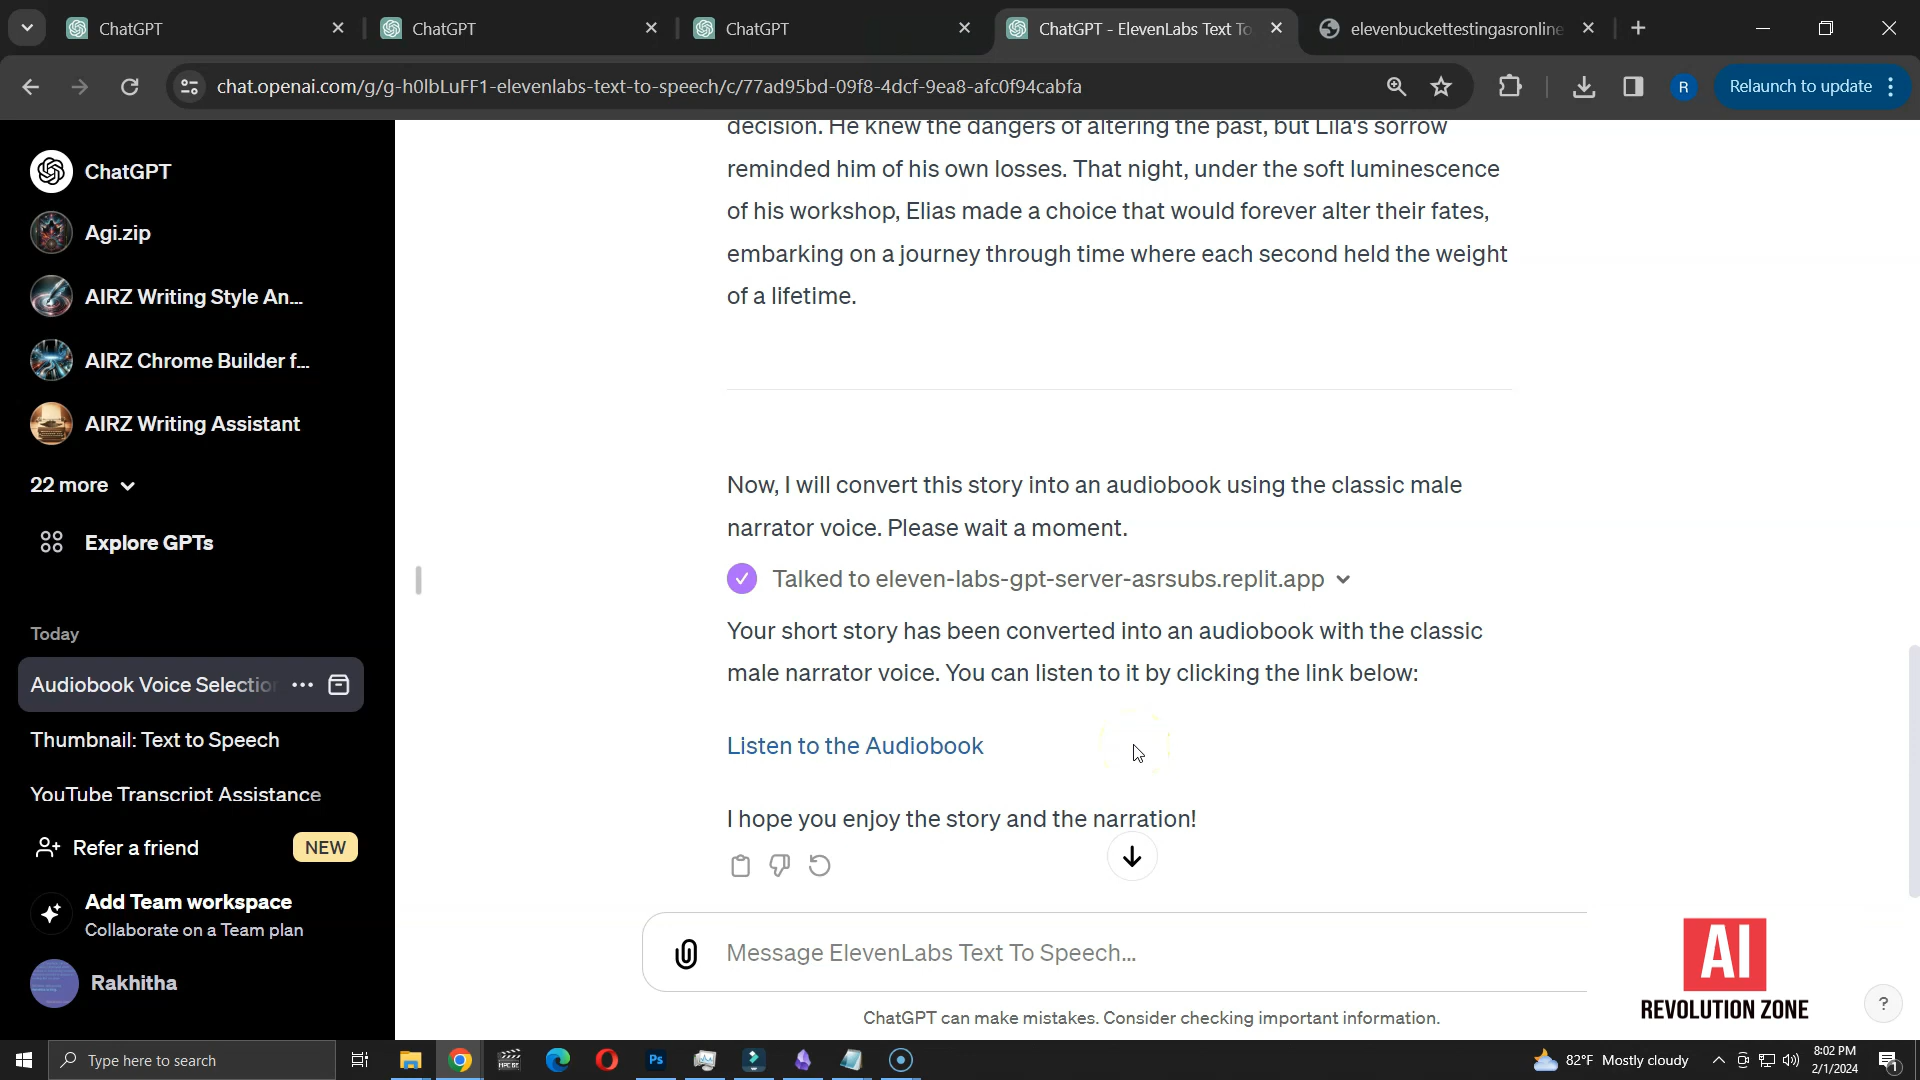 ChatGPT
ChatGPT
ChatGPT
ChatGPT - ElevenLabs Text To
elevenbuckettestingasronline
chat.openai.com/g/g-h0lbLuFF1-elevenlabs-text-to-speech/c/77ad95bd-09f8-4dcf-9ea8-afc0f94cabfa
R
Relaunch to update
ChatGPT
Agi.zip
AIRZ Writing Style An...
AIRZ Chrome Builder f...
AIRZ Writing Assistant
22 more
Explore GPTs
Today
Audiobook Voice Selection
Thumbnail: Text to Speech
YouTube Transcript Assistance
Refer a friend
NEW
Add Team workspace
Collaborate on a Team plan
Rakhitha
decision. He knew the dangers of altering the past, but Lila's sorrow
reminded him of his own losses. That night, under the soft luminescence
of his workshop, Elias made a choice that would forever alter their fates,
embarking on a journey through time where each second held the weight
of a lifetime.
Now, I will convert this story into an audiobook using the classic male
narrator voice. Please wait a moment.
Talked to eleven-labs-gpt-server-asrsubs.replit.app
Your short story has been converted into an audiobook with the classic
male narrator voice. You can listen to it by clicking the link below:
Listen to the Audiobook
I hope you enjoy the story and the narration!
Message ElevenLabs Text To Speech...
ChatGPT can make mistakes. Consider checking important information.
AI
REVOLUTION ZONE
?
Type here to search
Ps
82°F Mostly cloudy
8:02 PM
2/1/2024
1